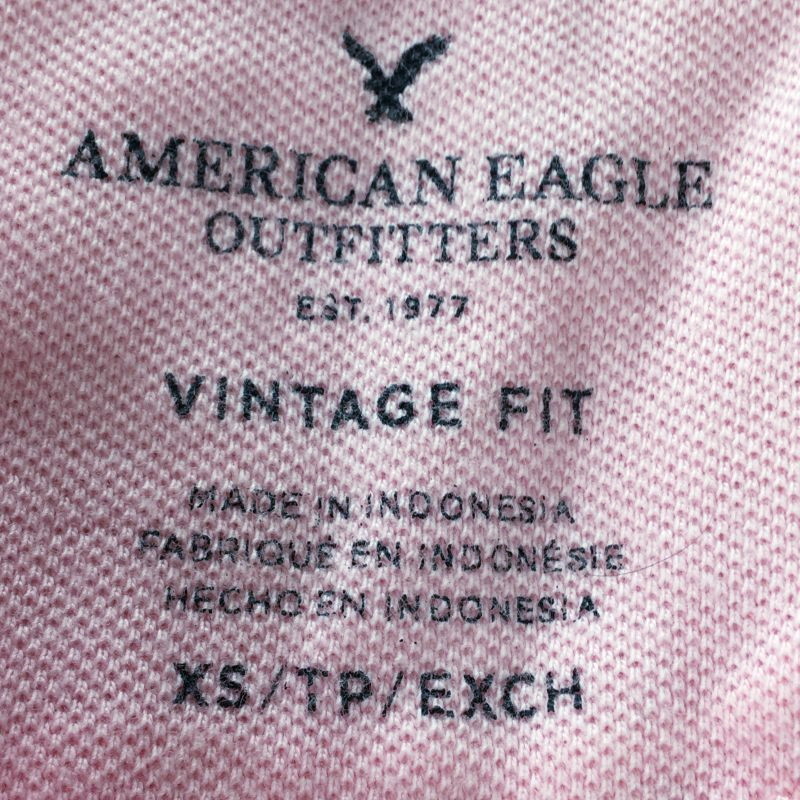 AMERICAN EAGLE
OUTFITTERS
EST. 1977
VINTAGE FIT
MADE IN INDONESIA
FABRIQUÉ EN INDONÉSIE
HECHO EN INDONESIA
XS/TP/EXCH